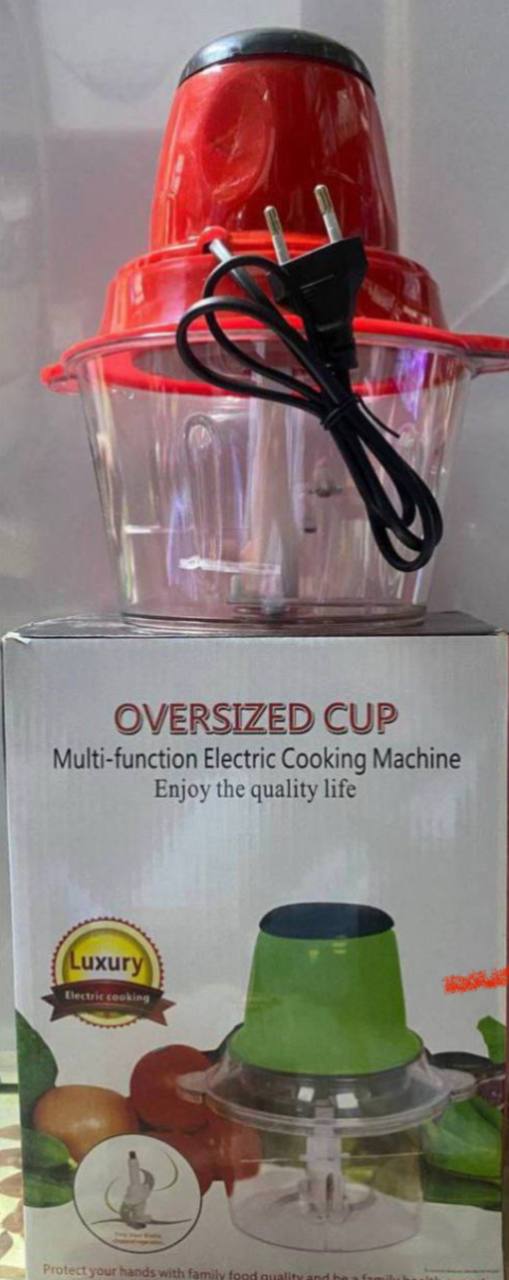 OVERSIZED CUP
Multi-function Electric Cooking Machine
Enjoy the quality life
Luxury
Electric cooking
Protect your hands with family food quality and be a family